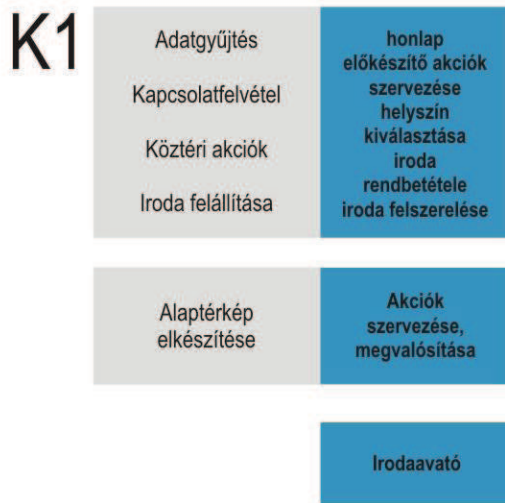 K1
Adatgyűjtés
Kapcsolatfelvétel
Köztéri akciók
Iroda felállítása
honlap
előkészítő akciók
szervezése
helyszín
kiválasztása
iroda
rendbetétele
iroda felszerelése
Alaptérkép
elkészítése
Akciók
szervezése,
megvalósítása
Irodaavató